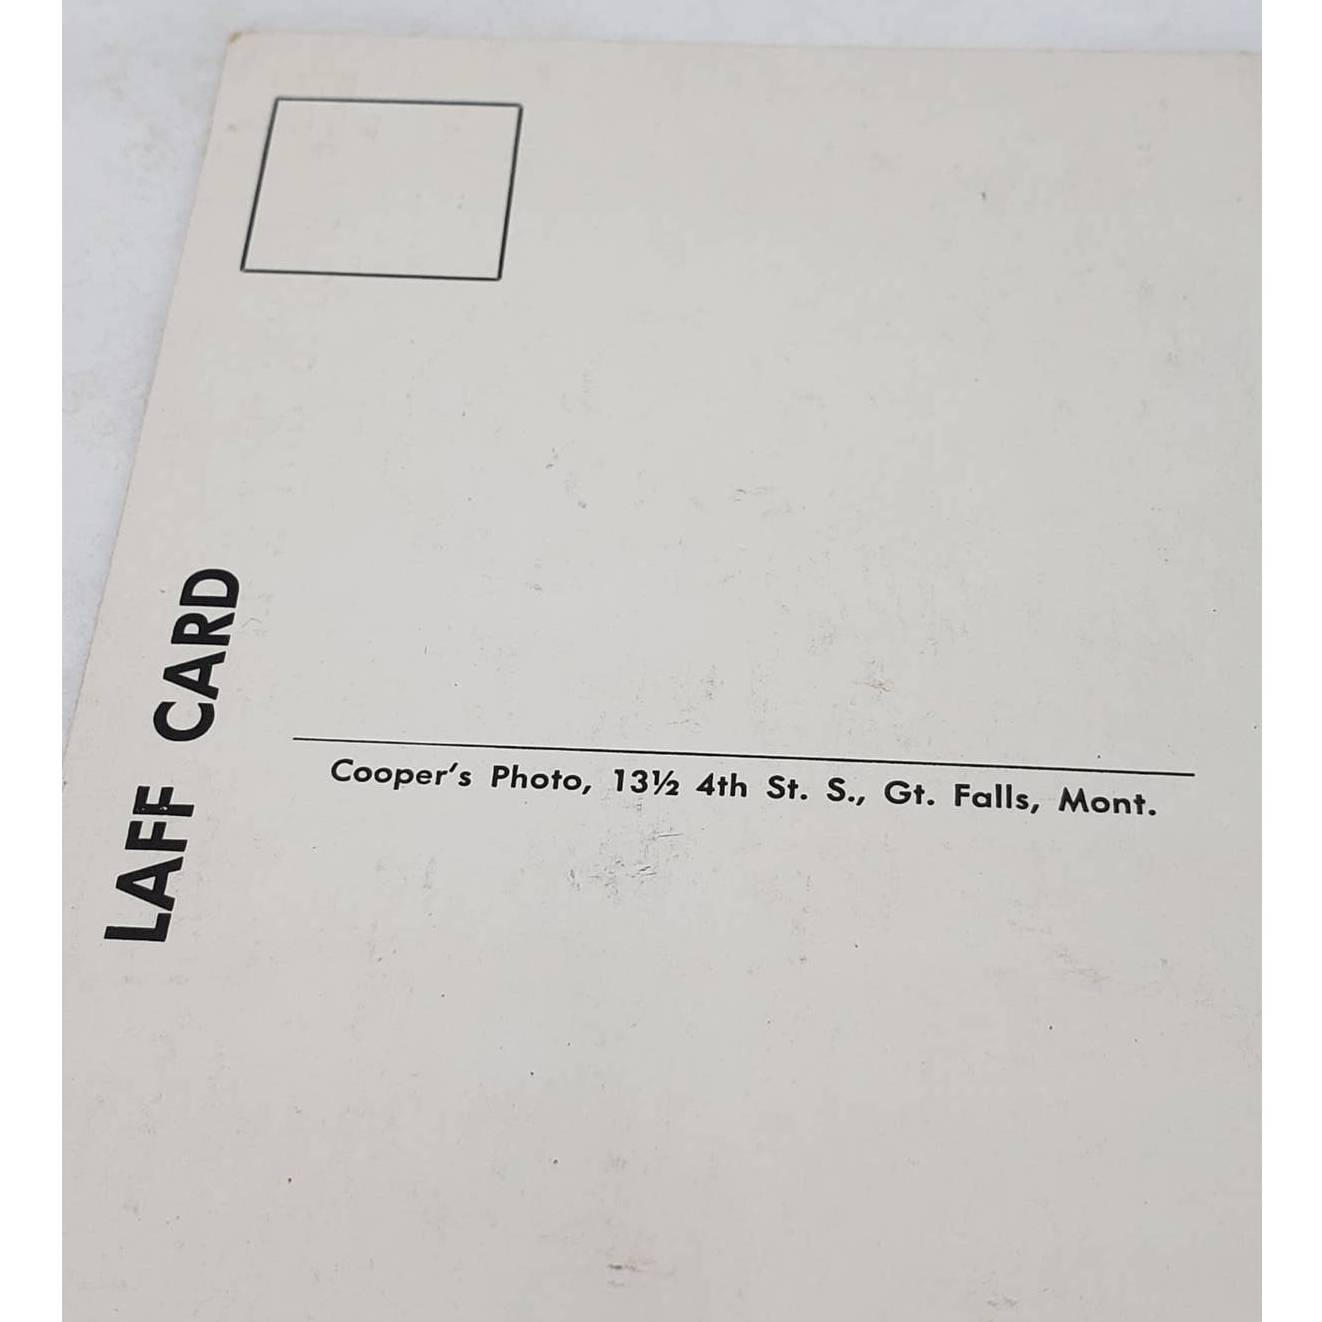 LAFF CARD
Cooper's Photo, 13½ 4th St. S., Gt. Falls, Mont.